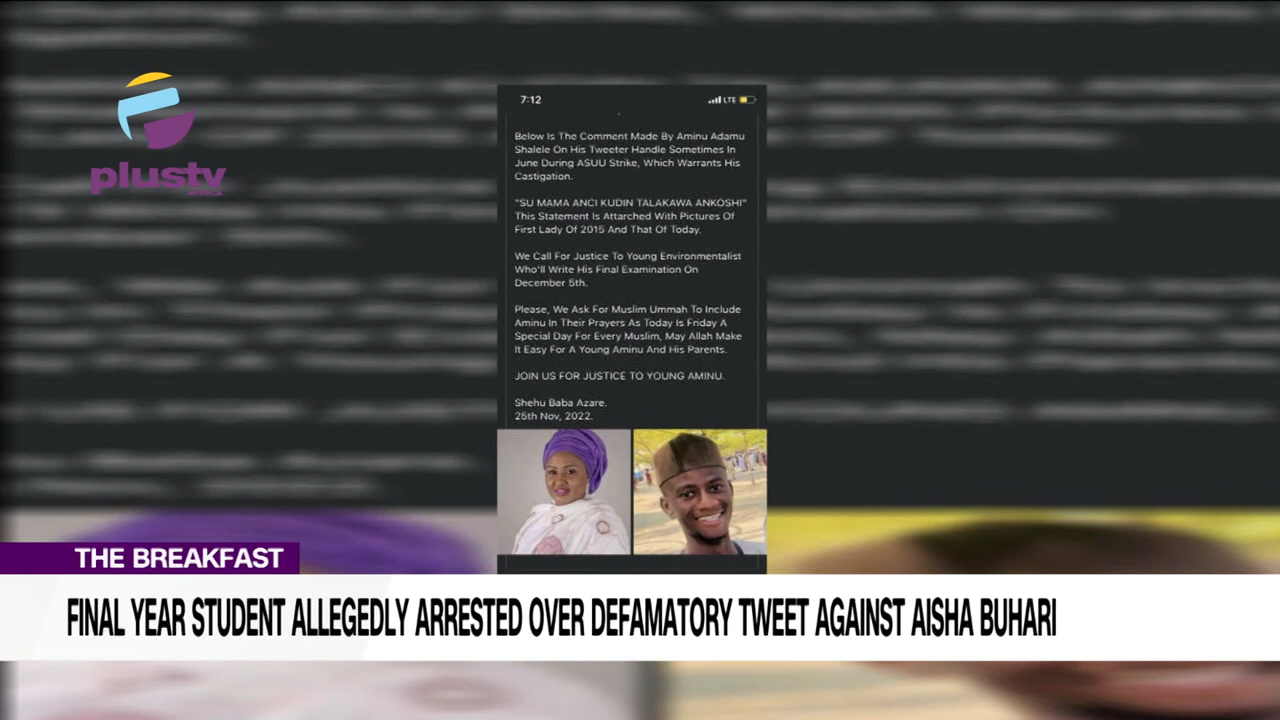 plustv
AFRICA
7:12
LTE
Below Is The Comment Made By Aminu Adamu
Shalele On His Tweeter Handle Sometimes In
June During ASUU Strike, Which Warrants His
Castigation.
"SU MAMA ANCI KUDIN TALAKAWA ANKOSHI"
This Statement Is Attarched With Pictures Of
First Lady Of 2015 And That Of Today.
We Call For Justice To Young Environmentalist
Who'll Write His Final Examination On
December 5th.
Please, We Ask For Muslim Ummah To Include
Aminu In Their Prayers As Today Is Friday A
Special Day For Every Muslim, May Allah Make
It Easy For A Young Aminu And His Parents.
JOIN US FOR JUSTICE TO YOUNG AMINU.
Shehu Baba Azare.
25th Nov, 2022.
THE BREAKFAST
FINAL YEAR STUDENT ALLEGEDLY ARRESTED OVER DEFAMATORY TWEET AGAINST AISHA BUHARI